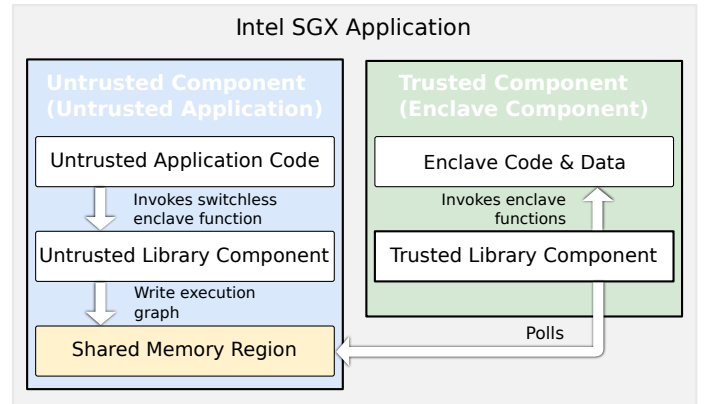 Intel SGX Application
Untrusted Component
(Untrusted Application)
Untrusted Application Code
Invokes switchless
enclave function
Untrusted Library Component
Write execution
graph
Shared Memory Region
Trusted Component
(Enclave Component)
Enclave Code & Data
Invokes enclave
functions
Trusted Library Component
Polls